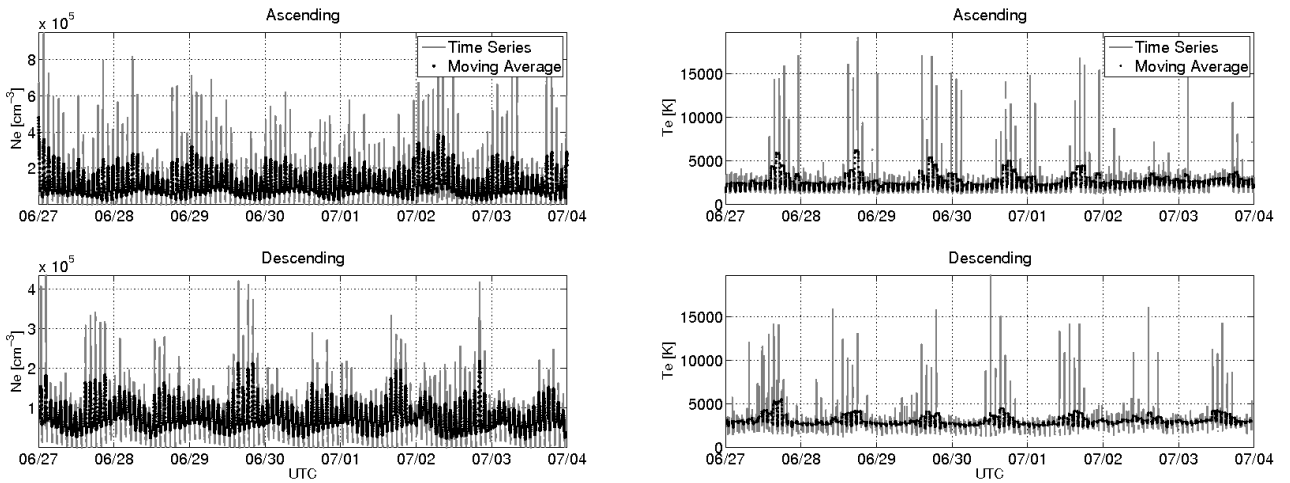 Ascending
x 10⁵
Ne [cm⁻³]
8
6
4
2
Time Series
Moving Average
06/27 06/28 06/29 06/30 07/01 07/02 07/03 07/04
Ascending
Te [K]
15000
10000
5000
0
Time Series
Moving Average
06/27 06/28 06/29 06/30 07/01 07/02 07/03 07/04
Descending
x 10⁵
Ne [cm⁻³]
4
3
2
1
06/27 06/28 06/29 06/30 07/01 07/02 07/03 07/04
UTC
Descending
Te [K]
15000
10000
5000
0
06/27 06/28 06/29 06/30 07/01 07/02 07/03 07/04
UTC